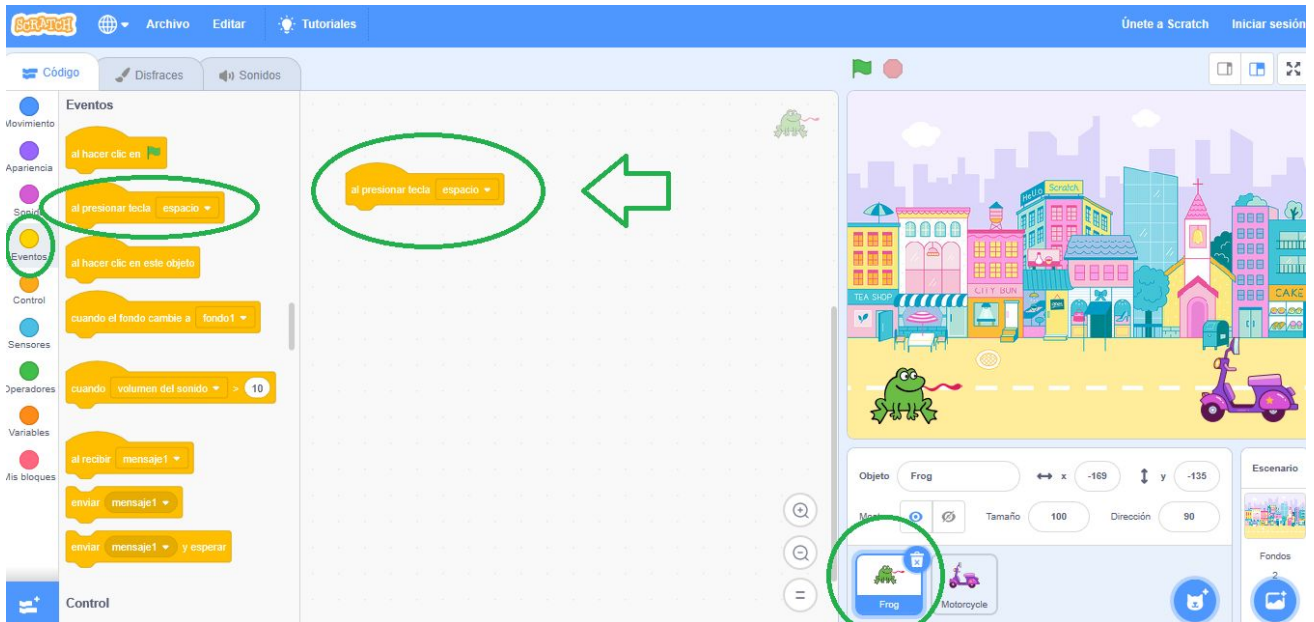 SCRATCH
Archivo
Editar
Tutoriales
Únete a Scratch
Iniciar sesión
Código
Disfraces
Sonidos
Movimiento
Apariencia
Sonido
Eventos
Control
Sensores
Operadores
Variables
Mis bloques
Eventos
al hacer clic en
al presionar tecla espacio
al hacer clic en este objeto
cuando el fondo cambie a fondo1
cuando volumen del sonido > 10
al recibir mensaje1
enviar mensaje1
enviar mensaje1 y esperar
Control
al presionar tecla espacio
Hello Scratch
TEA SHOP
CITY BUN
CAKE
Objeto Frog x -169 y -135
Tamaño 100 Dirección 90
Frog
Motorcycle
Escenario
Fondos
2